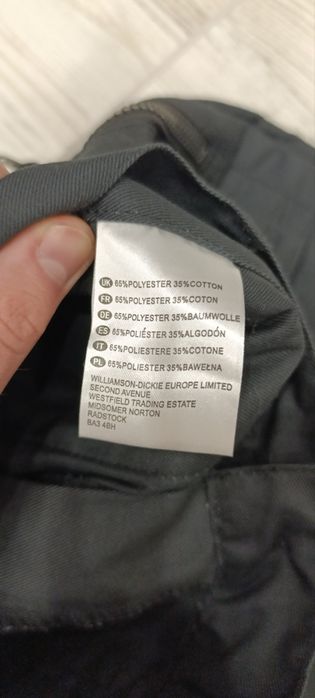 UK 65%POLYESTER 35%COTTON
FR 65%POLYESTER 35%COTON
DE 65%POLYESTER 35%BAUMWOLLE
ES 65%POLIÉSTER 35%ALGODÓN
IT 65%POLIESTERE 35%COTONE
PL 65%POLIESTER 35%BAWEŁNA
WILLIAMSON-DICKIE EUROPE LIMITED
SECOND AVENUE
WESTFIELD TRADING ESTATE
MIDSOMER NORTON
RADSTOCK
BA3 4BH